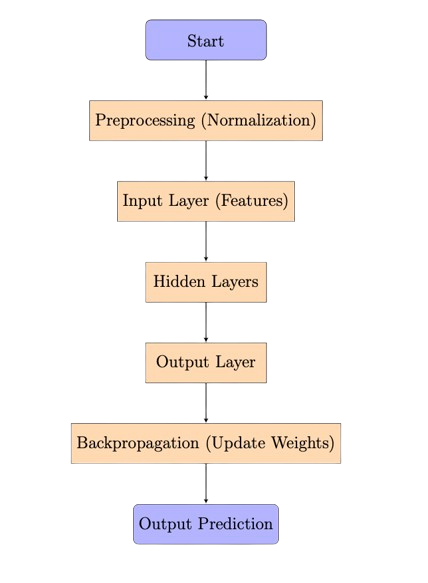 Start
Preprocessing (Normalization)
Input Layer (Features)
Hidden Layers
Output Layer
Backpropagation (Update Weights)
Output Prediction